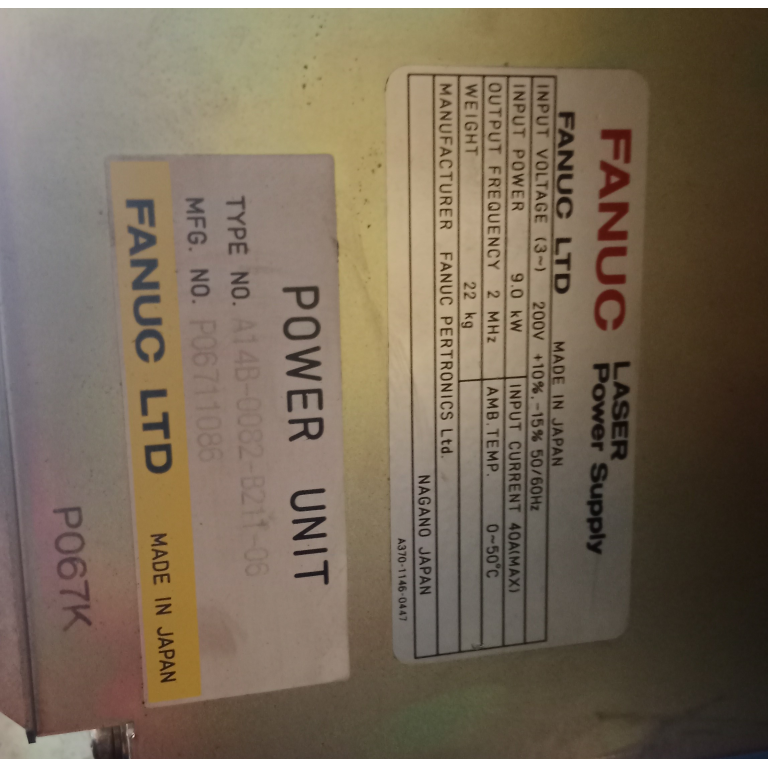 FANUC LASER Power Supply
FANUC LTD MADE IN JAPAN
INPUT VOLTAGE (3~) 200V +10%,-15% 50/60Hz
INPUT POWER 9.0 kW INPUT CURRENT 40A(MAX)
OUTPUT FREQUENCY 2 MHz AMB.TEMP. 0~50°C
WEIGHT 22 kg
MANUFACTURER FANUC PERTRONICS Ltd.
NAGANO JAPAN
A370-1146-0447
POWER UNIT
TYPE NO. A14B-0082-B211-06
MFG. NO. P06711086
FANUC LTD MADE IN JAPAN
P067K